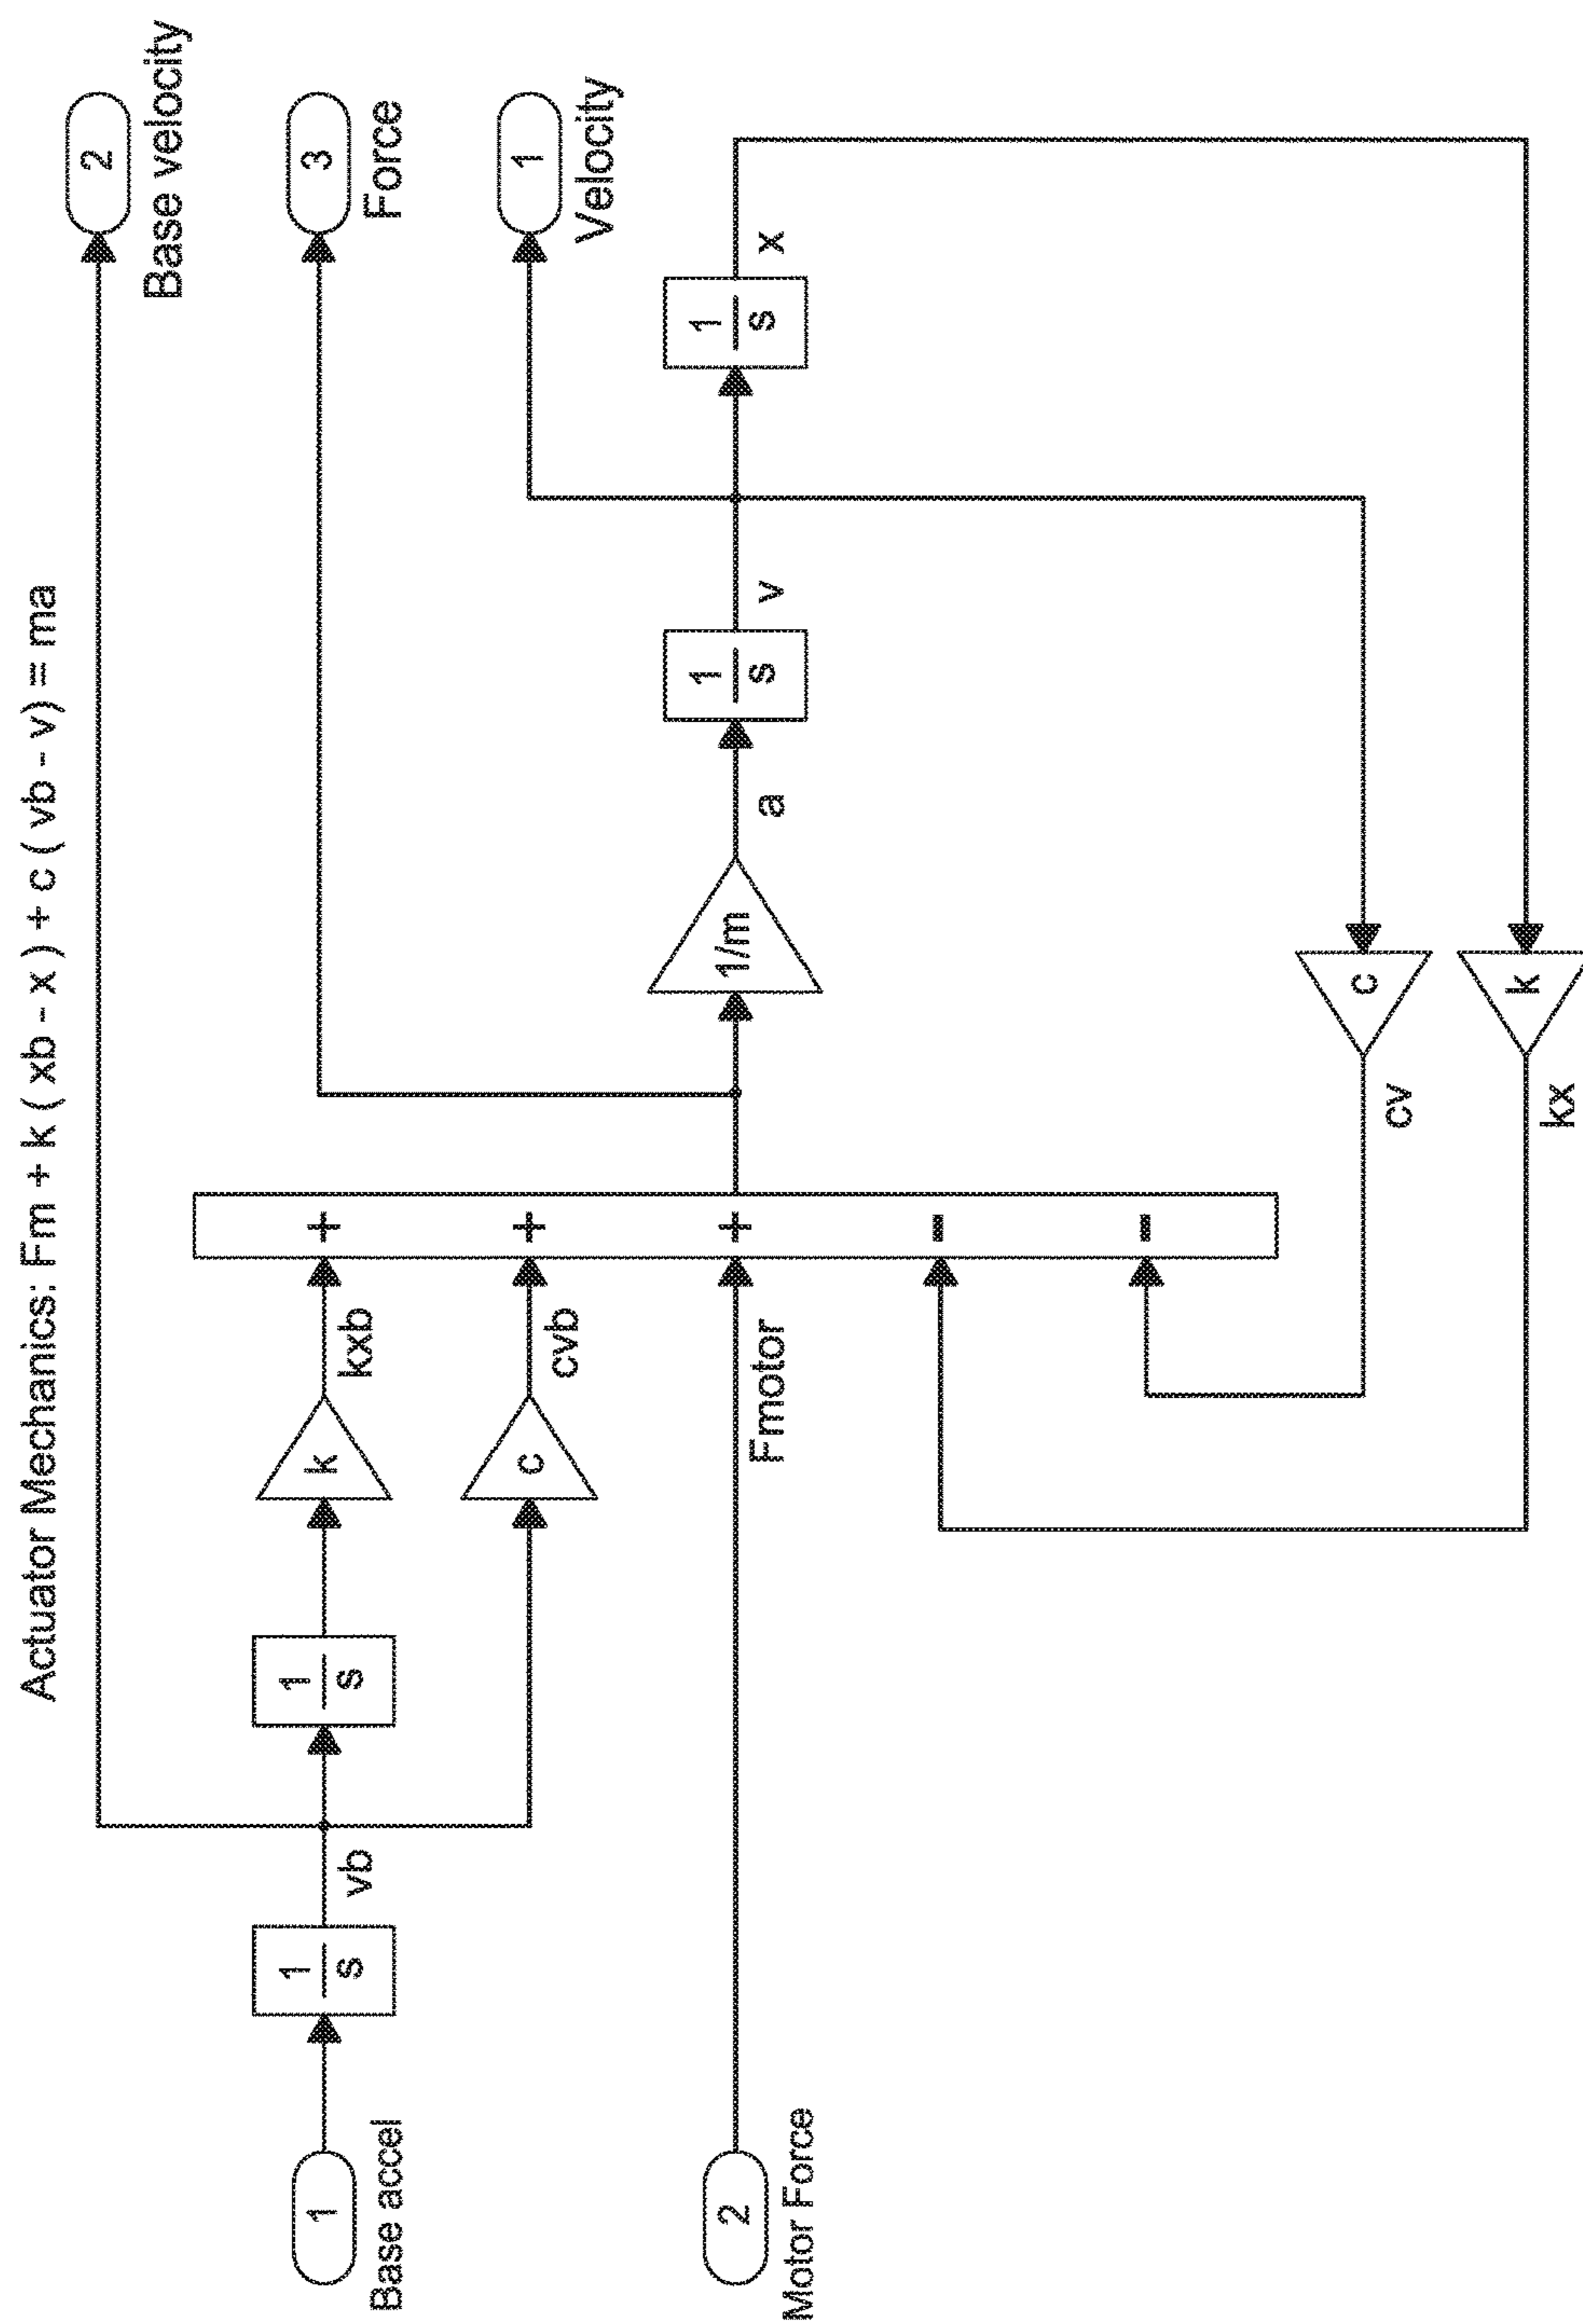 Actuator Mechanics: Fm + k ( xb - x ) + c ( vb - v) = ma
2
Base velocity
1
Base accel
1
s
vb
1
s
k
kxb
+
3
Force
c
cvb
+
1
Velocity
2
Motor Force
Fmotor
+
1/m
a
1
s
v
1
s
x
-
-
c
cv
k
kx